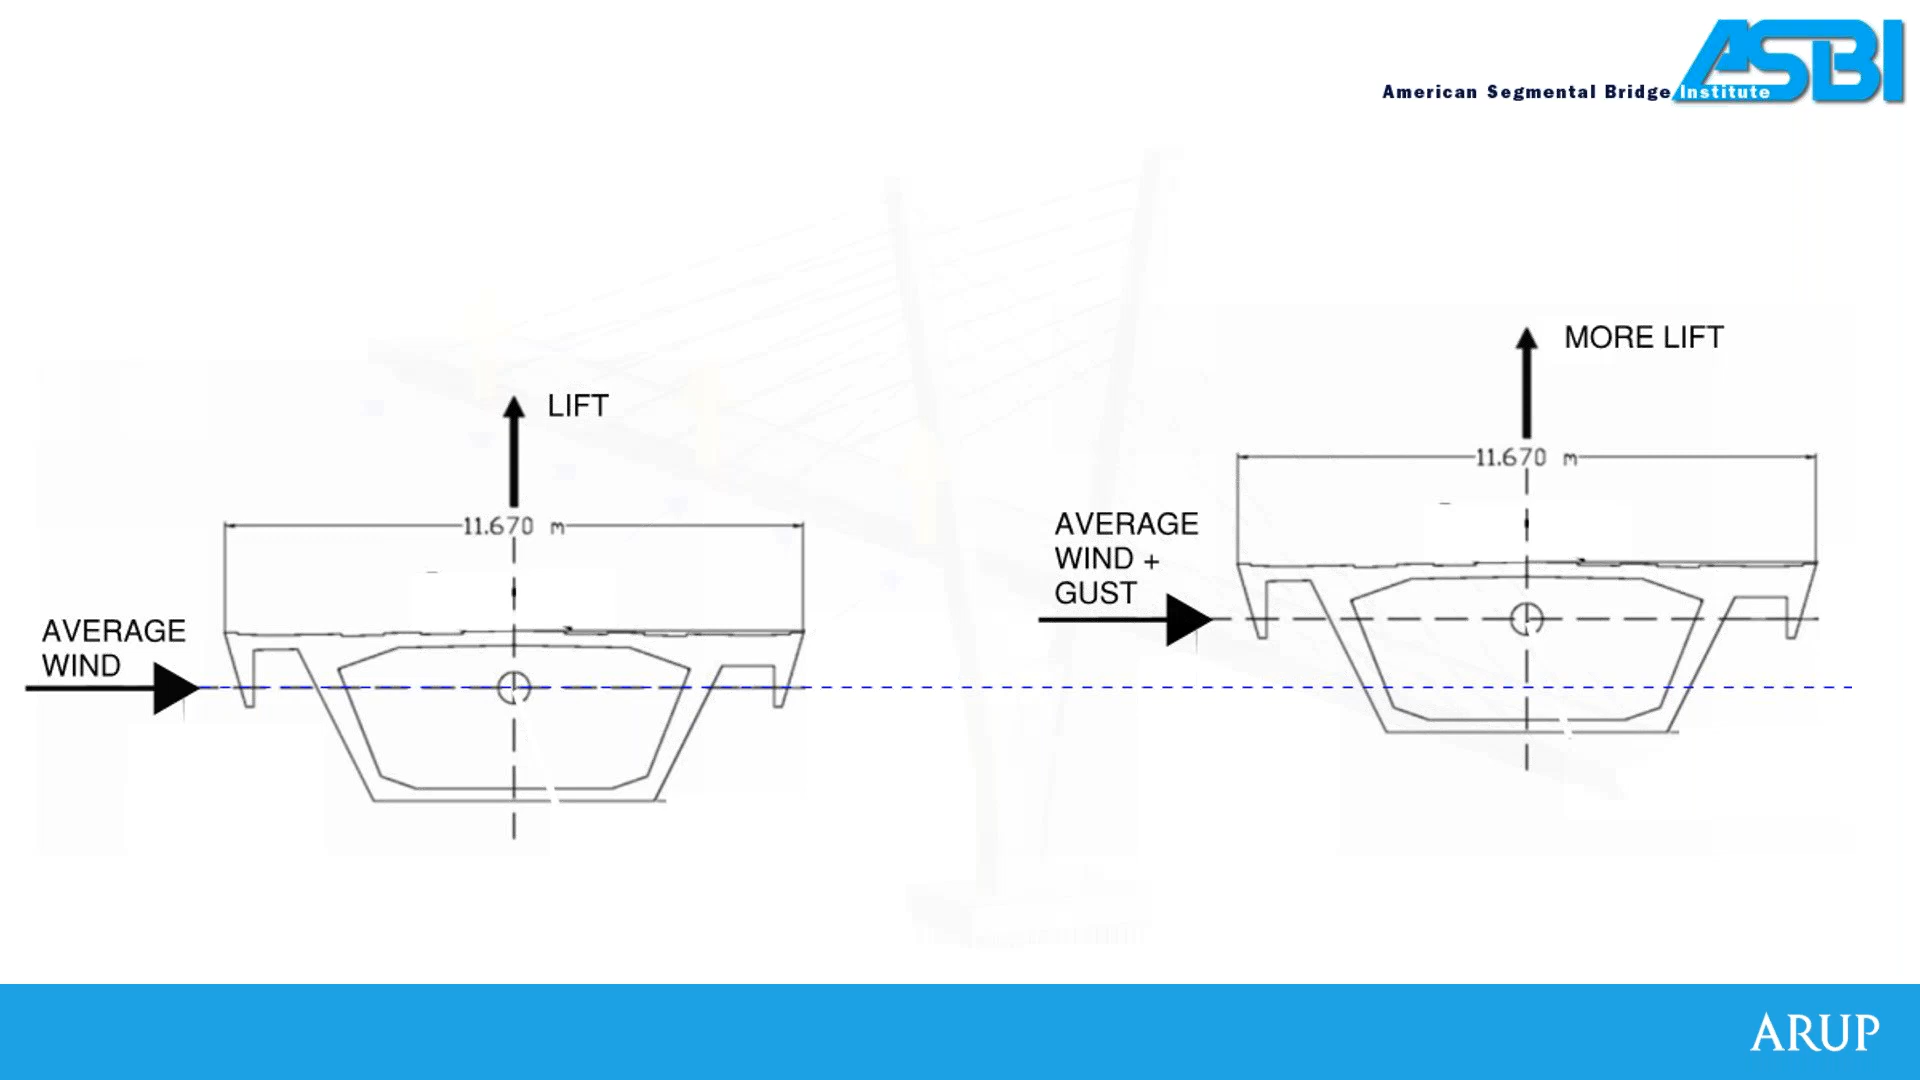 ASBI
American Segmental Bridge Institute
MORE LIFT
LIFT
11.670 m
11.670 m
AVERAGE
WIND +
GUST
AVERAGE
WIND
ARUP